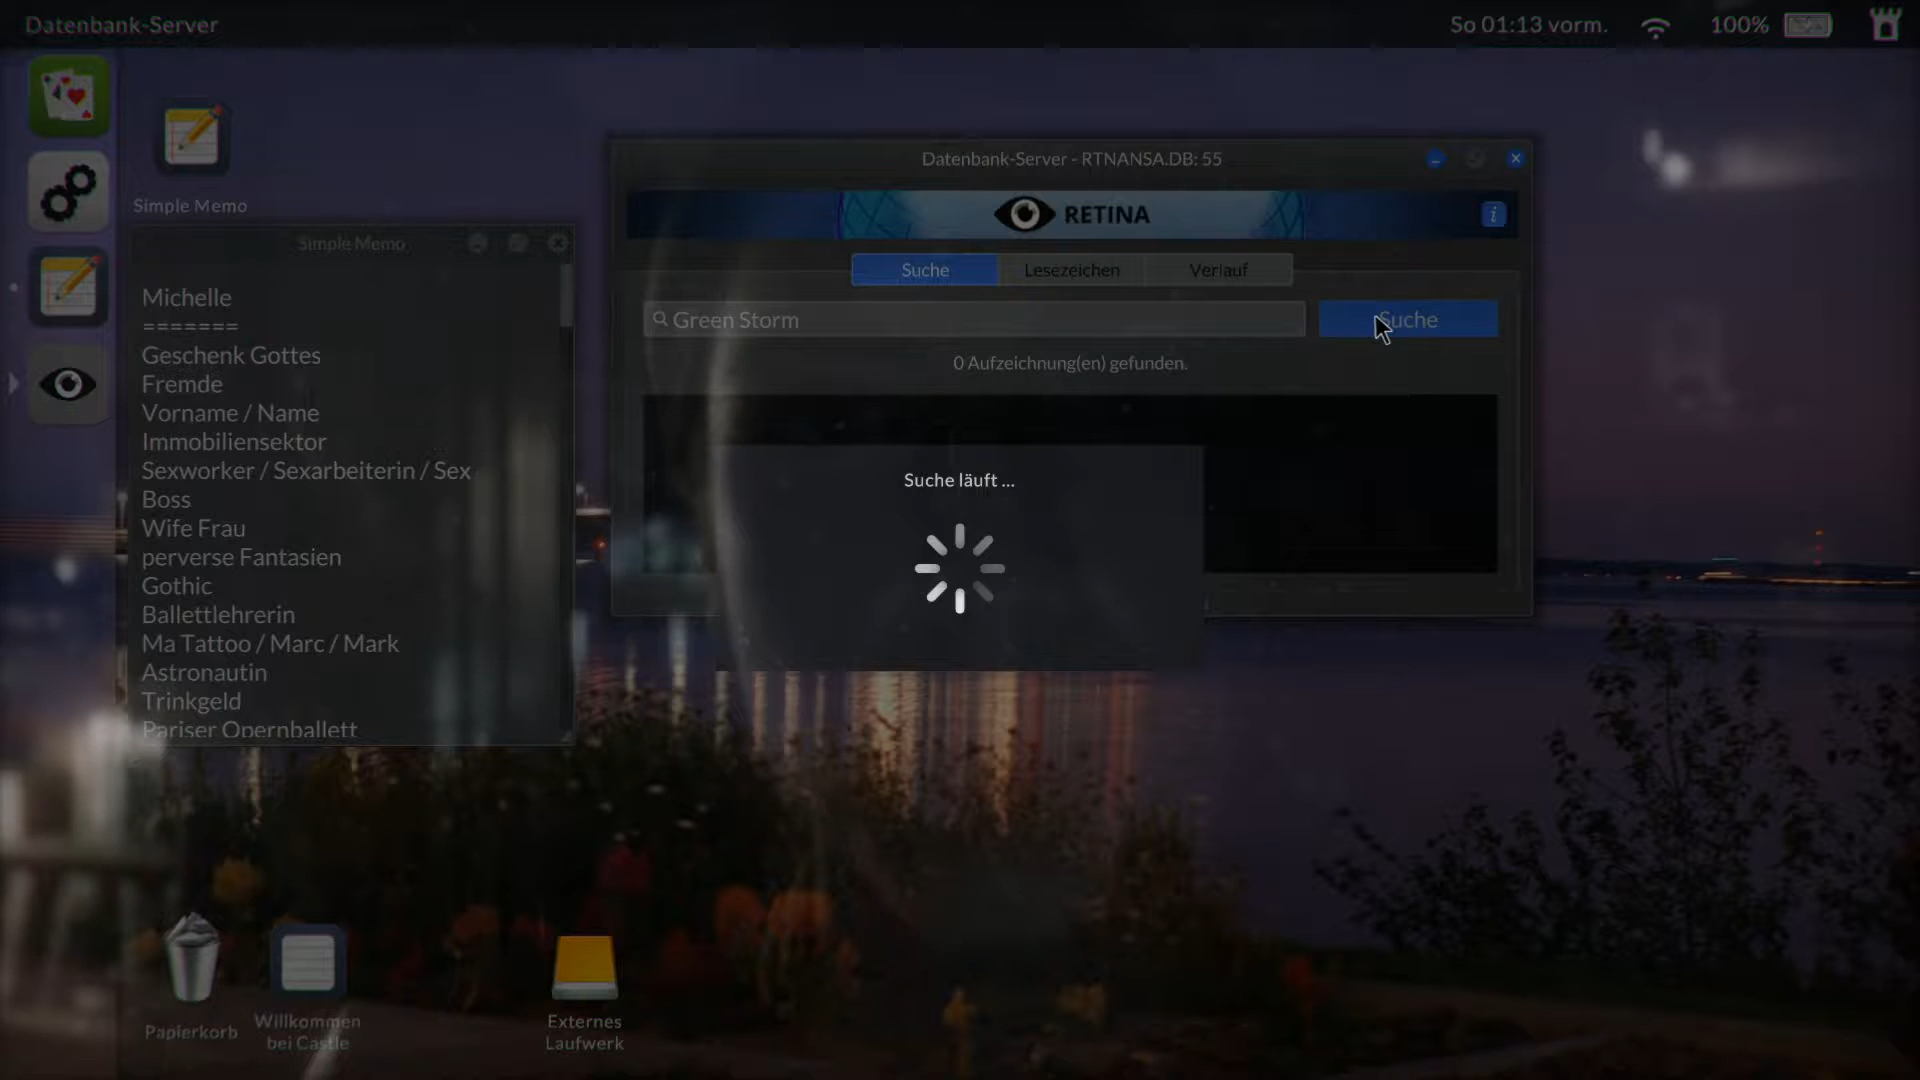 Datenbank-Server
So 01:13 vorm.
100%
Simple Memo
Simple Memo
Michelle
=======
Geschenk Gottes
Fremde
Vorname / Name
Immobiliensektor
Sexworker / Sexarbeiterin / Sex
Boss
Wife Frau
perverse Fantasien
Gothic
Ballettlehrerin
Ma Tattoo / Marc / Mark
Astronautin
Trinkgeld
Pariser Opernballett
Datenbank-Server - RTNANSA.DB: 55
RETINA
i
Suche
Lesezeichen
Verlauf
Green Storm
Suche
0 Aufzeichnung(en) gefunden.
Suche läuft ...
Papierkorb
Willkommen
bei Castle
Externes
Laufwerk